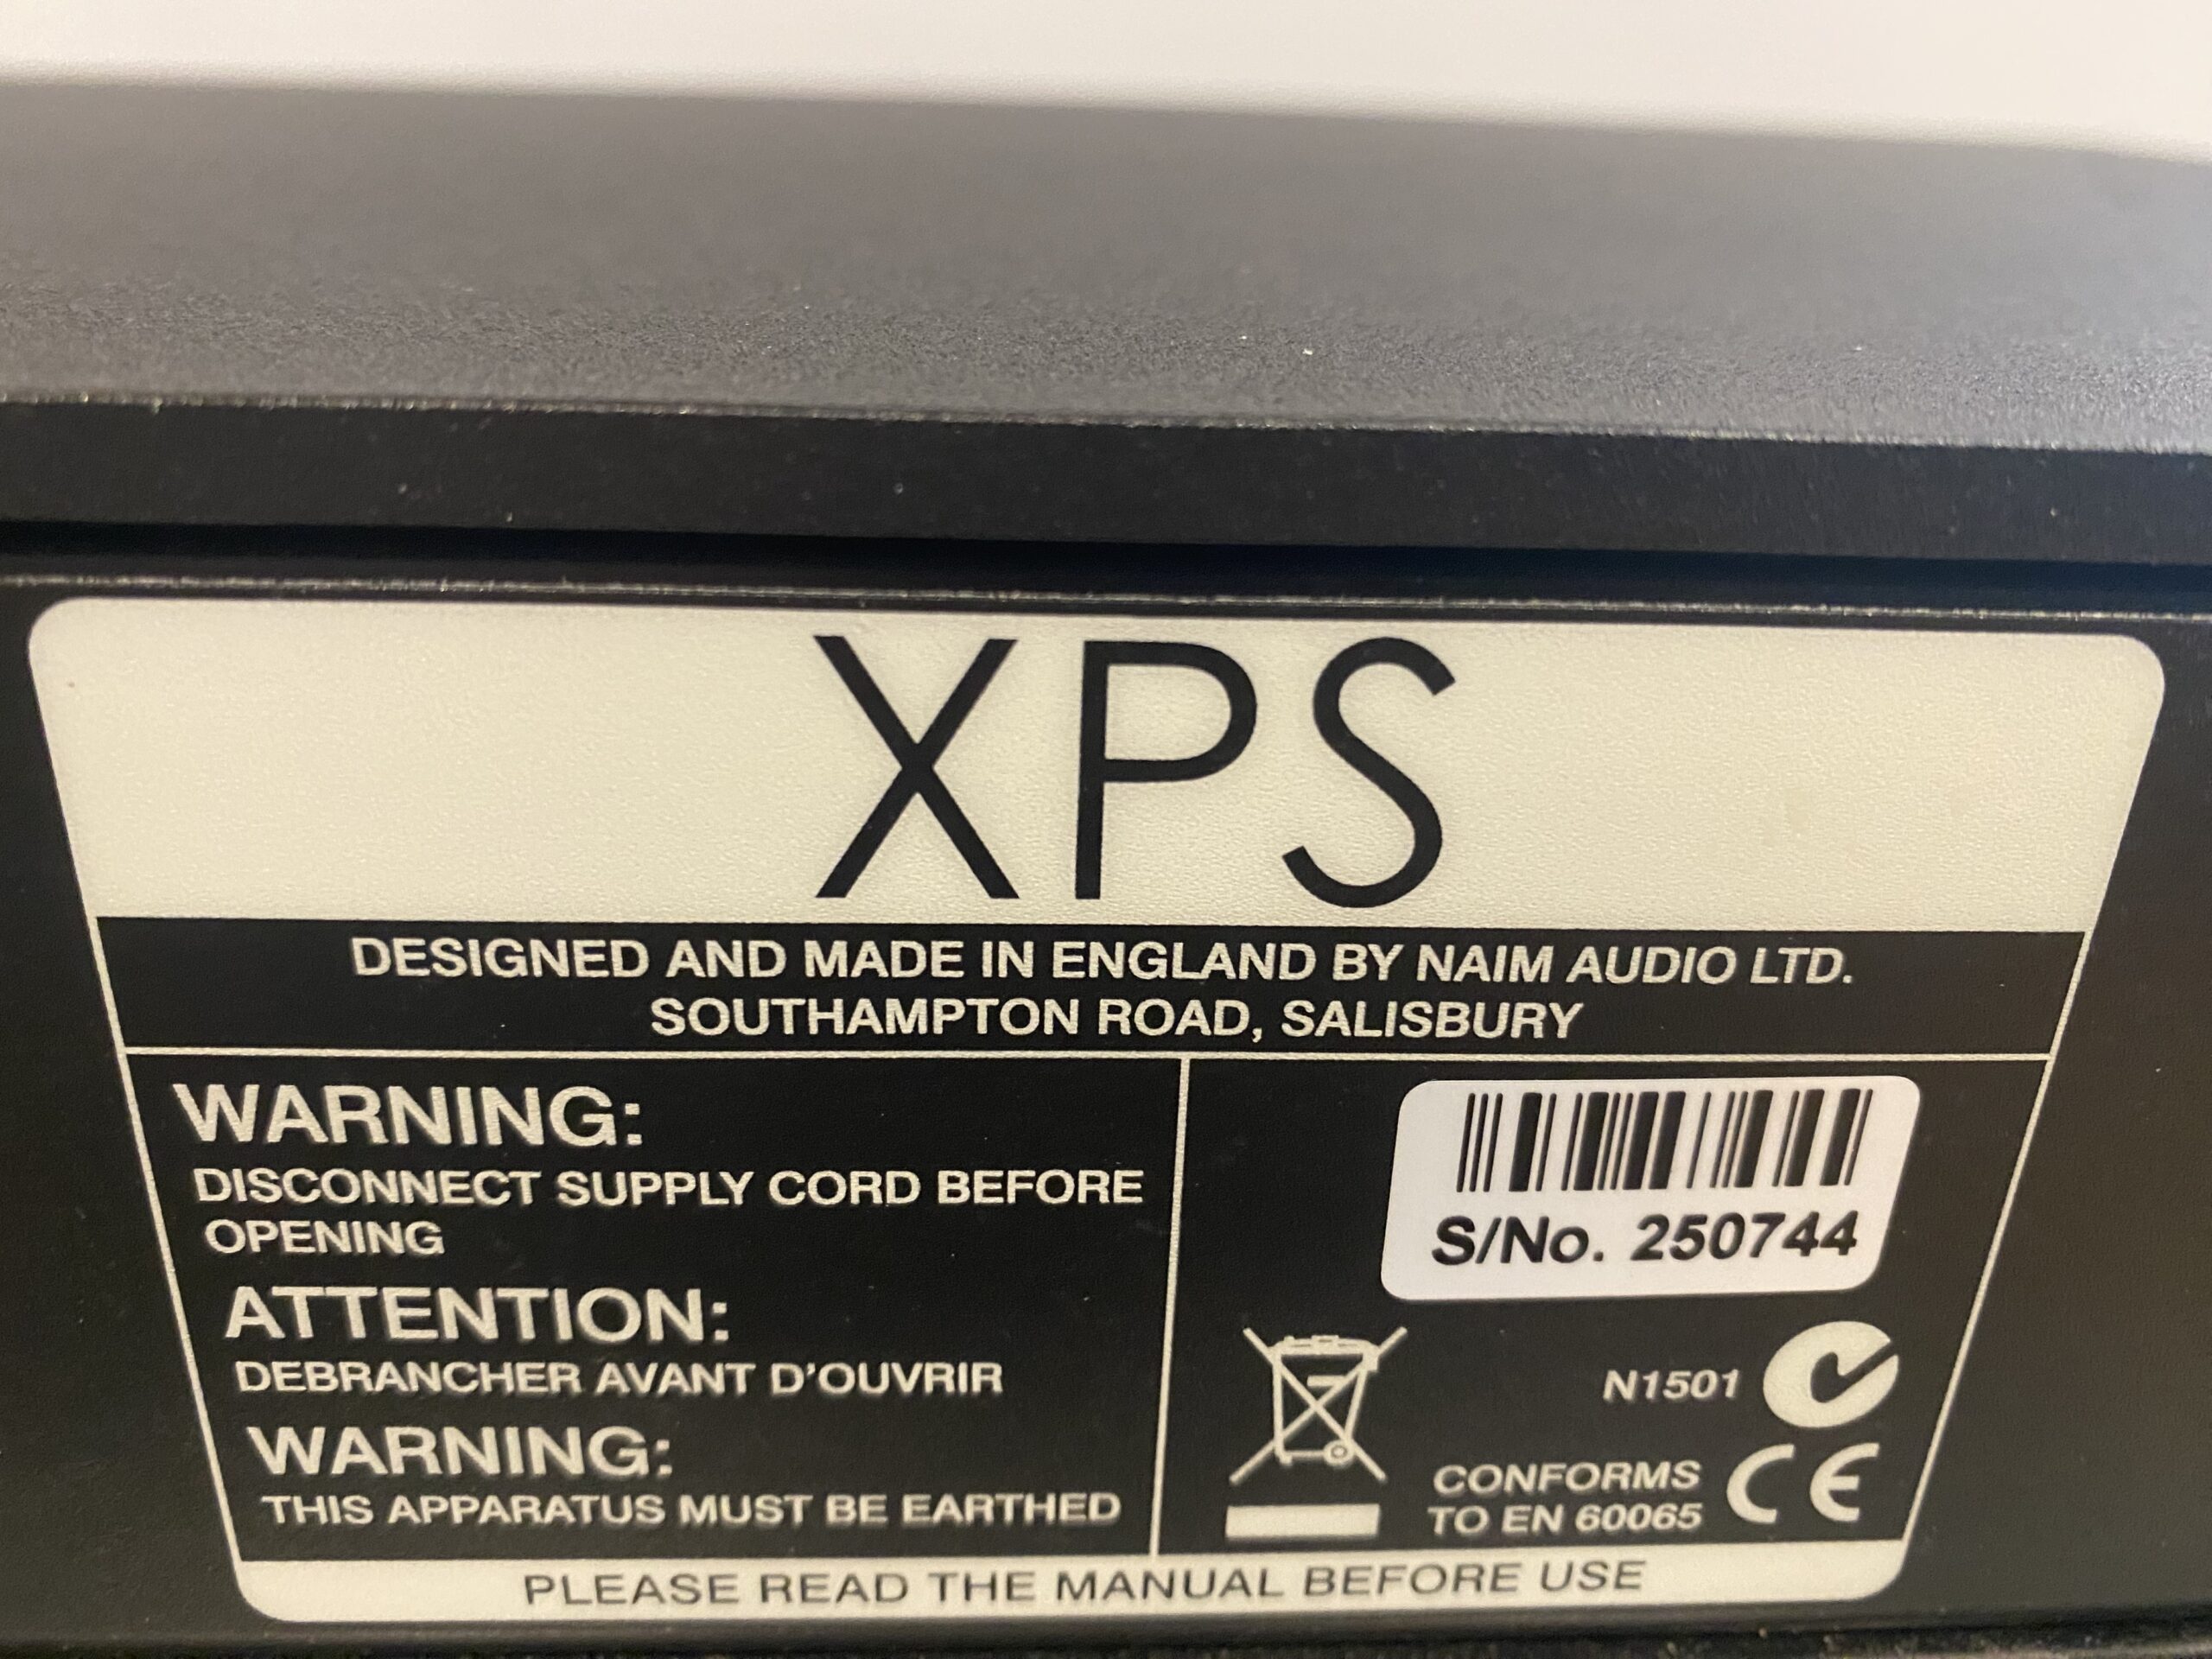 XPS
DESIGNED AND MADE IN ENGLAND BY NAIM AUDIO LTD.
SOUTHAMPTON ROAD, SALISBURY
WARNING:
DISCONNECT SUPPLY CORD BEFORE
OPENING
ATTENTION:
DEBRANCHER AVANT D'OUVRIR
WARNING:
THIS APPARATUS MUST BE EARTHED
S/No. 250744
N1501
CONFORMS
TO EN 60065
CE
PLEASE READ THE MANUAL BEFORE USE